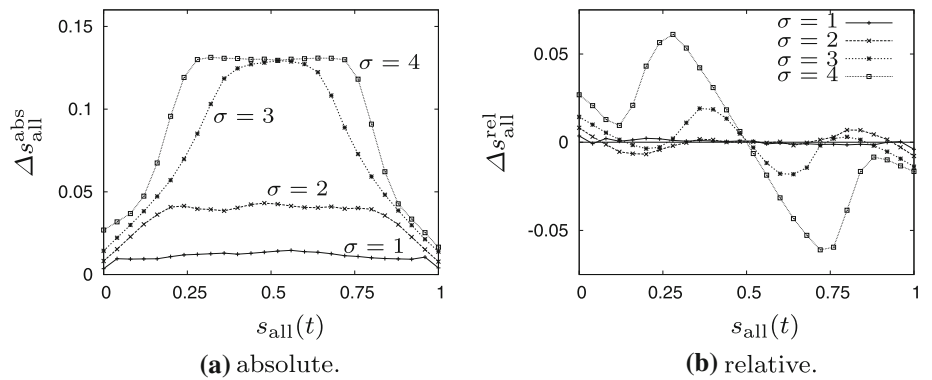 0.15
0.1
0.05
0
Δs_all^abs
σ = 4
σ = 3
σ = 2
σ = 1
0 0.25 0.5 0.75 1
s_all(t)
(a) absolute.
0.05
0
-0.05
Δs_all^rel
σ = 1
σ = 2
σ = 3
σ = 4
0 0.25 0.5 0.75 1
s_all(t)
(b) relative.